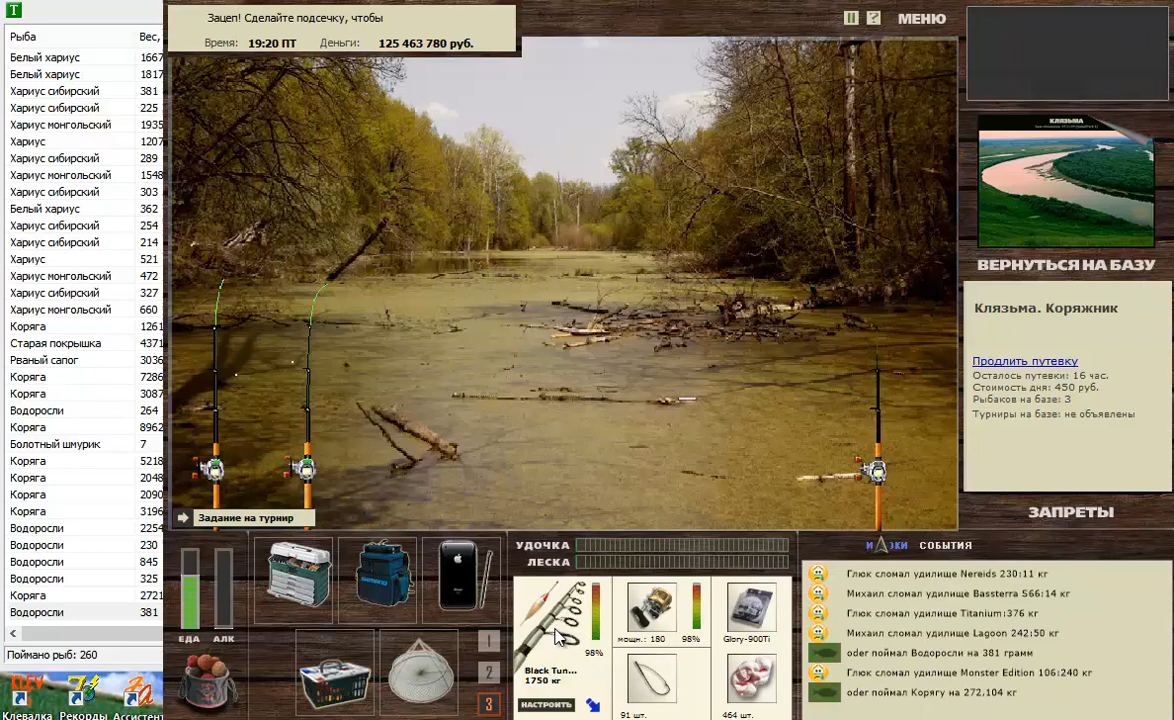 T
Рыба Вес,
Белый хариус 1667
Белый хариус 1817
Хариус сибирский 381
Хариус сибирский 225
Хариус монгольский 1935
Хариус 1207
Хариус сибирский 289
Хариус монгольский 1548
Хариус сибирский 303
Белый хариус 362
Хариус сибирский 254
Хариус сибирский 214
Хариус 521
Хариус монгольский 472
Хариус сибирский 327
Хариус монгольский 660
Коряга 1261
Старая покрышка 4371
Рваный сапог 3036
Коряга 7286
Коряга 3087
Водоросли 264
Коряга 8962
Болотный шмурик 7
Коряга 5218
Коряга 2048
Коряга 2090
Коряга 3196
Водоросли 2254
Водоросли 230
Водоросли 845
Водоросли 325
Коряга 2721
Водоросли 381
Поймано рыб: 260
Клевалка Рекорды Ассистент
Зацеп! Сделайте подсечку, чтобы
Время: 19:20 ПТ Деньги: 125 463 780 руб.
? МЕНЮ
КЛЯЗЬМА
ВЕРНУТЬСЯ НА БАЗУ
Клязьма. Коряжник
Продлить путевку
Осталось путевки: 16 час.
Стоимость дня: 450 руб.
Рыбаков на базе: 3
Турниры на базе: не объявлены
ЗАПРЕТЫ
Задание на турнир
ЕДА АЛК
1
2
3
УДОЧКА
ЛЕСКА
98%
Black Tun...
1750 кг
НАСТРОИТЬ
мощн.: 180 98%
Glory-900Ti
91 шт.
464 шт.
СОБЫТИЯ
Глюк сломал удилище Nereids 230:11 кг
Михаил сломал удилище Bassterra 566:14 кг
Глюк сломал удилище Titanium:376 кг
Михаил сломал удилище Lagoon 242:50 кг
oder поймал Водоросли на 381 грамм
Глюк сломал удилище Monster Edition 106:240 кг
oder поймал Корягу на 272,104 кг